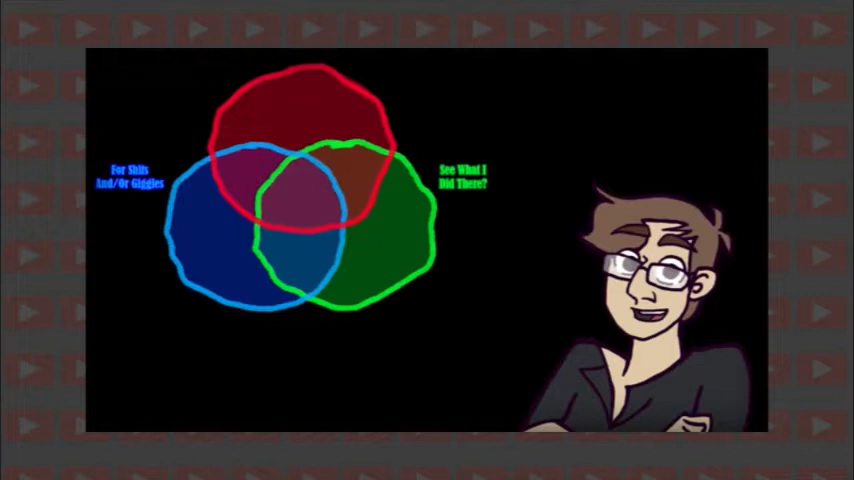 For Shits
And/Or Giggles
See What I
Did There?